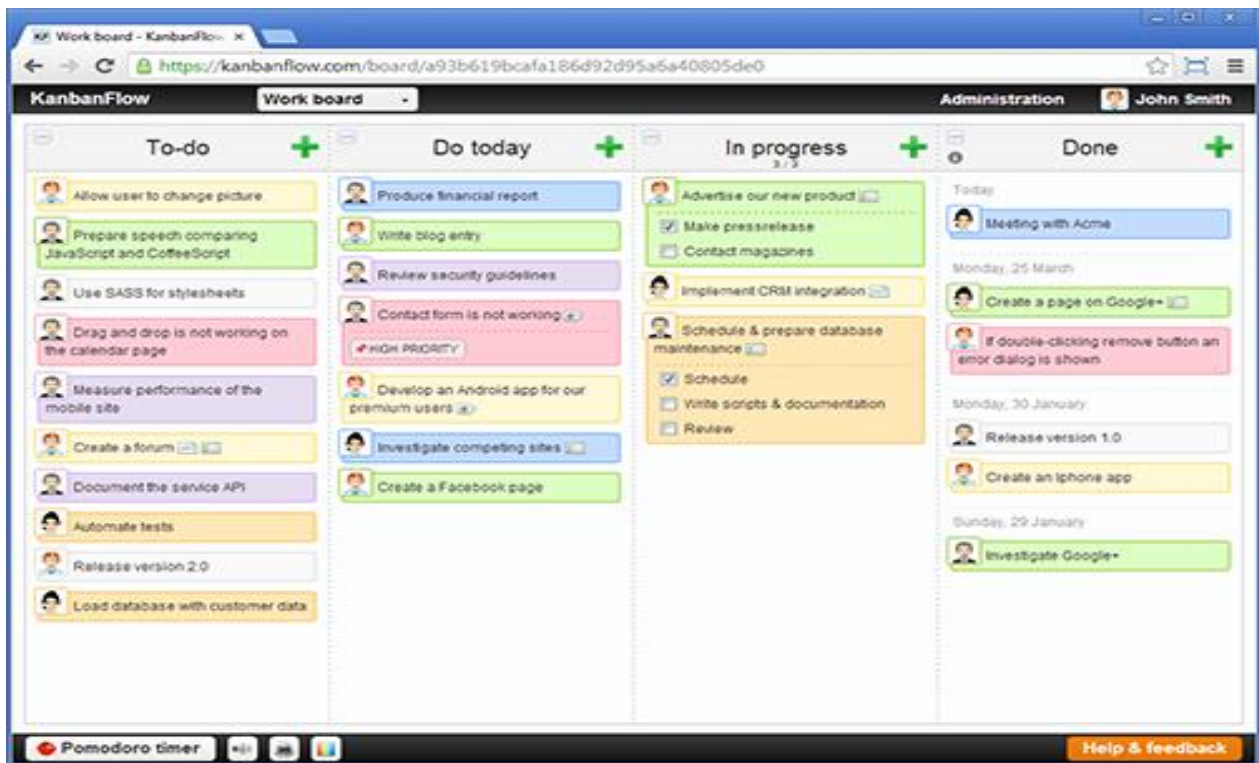 Work board - KanbanFlow
https://kanbanflow.com/board/a93b619bcafa186d92d95a6a40805de0
KanbanFlow
Work board
Administration
John Smith
To-do
Allow user to change picture
Prepare speech comparing
JavaScript and CoffeeScript
Use SASS for stylesheets
Drag and drop is not working on
the calendar page
Measure performance of the
mobile site
Create a forum
Document the service API
Automate tests
Release version 2.0
Load database with customer data
Do today
Produce financial report
Write blog entry
Review security guidelines
Contact form is not working
HIGH PRIORITY
Develop an Android app for our
premium users
Investigate competing sites
Create a Facebook page
In progress
3 / 3
Advertise our new product
Make pressrelease
Contact magazines
Implement CRM integration
Schedule & prepare database
maintenance
Schedule
Write scripts & documentation
Review
Done
Today
Meeting with Acme
Monday, 25 March
Create a page on Google+
If double-clicking remove button an
error dialog is shown
Monday, 30 January
Release version 1.0
Create an Iphone app
Sunday, 29 January
Investigate Google+
Pomodoro timer
Help & feedback